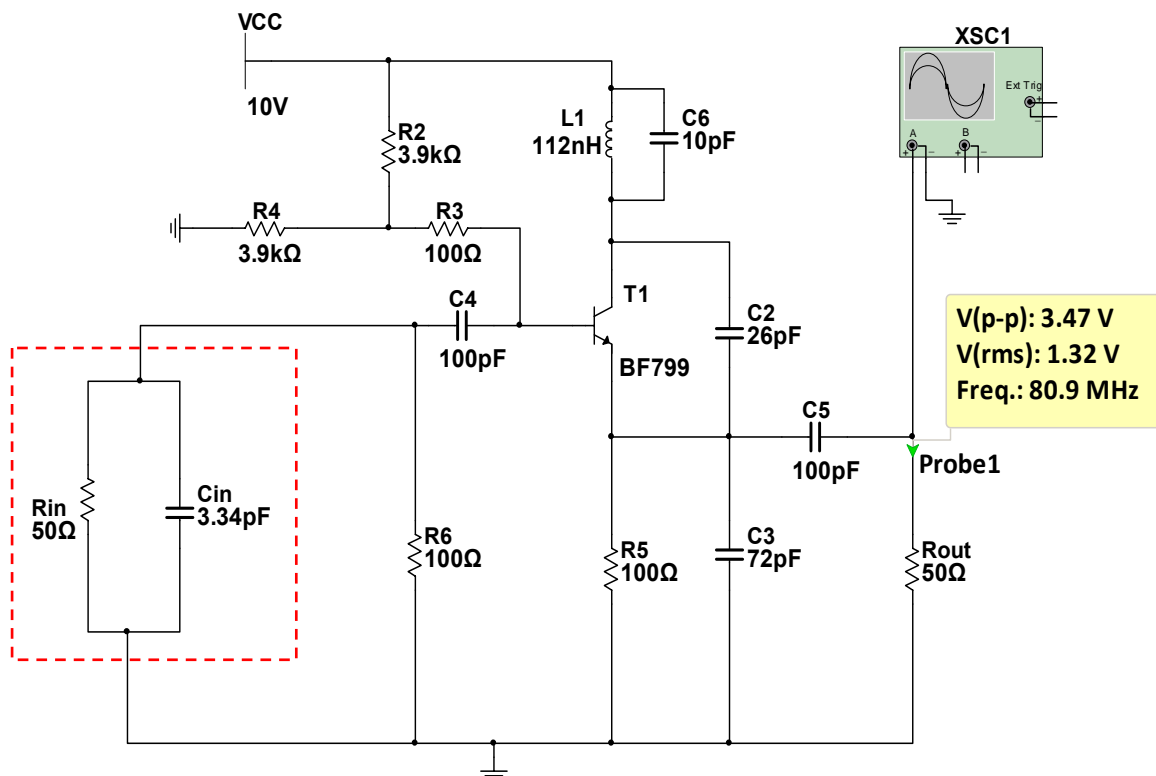 VCC
10V
R2
3.9kΩ
R4
3.9kΩ
R3
100Ω
L1
112nH
C6
10pF
XSC1
Ext Trig
+
−
A
B
+
−
+
−
C4
100pF
T1
BF799
C2
26pF
V(p-p): 3.47 V
V(rms): 1.32 V
Freq.: 80.9 MHz
C5
100pF
Probe1
Rin
50Ω
Cin
3.34pF
R6
100Ω
R5
100Ω
C3
72pF
Rout
50Ω